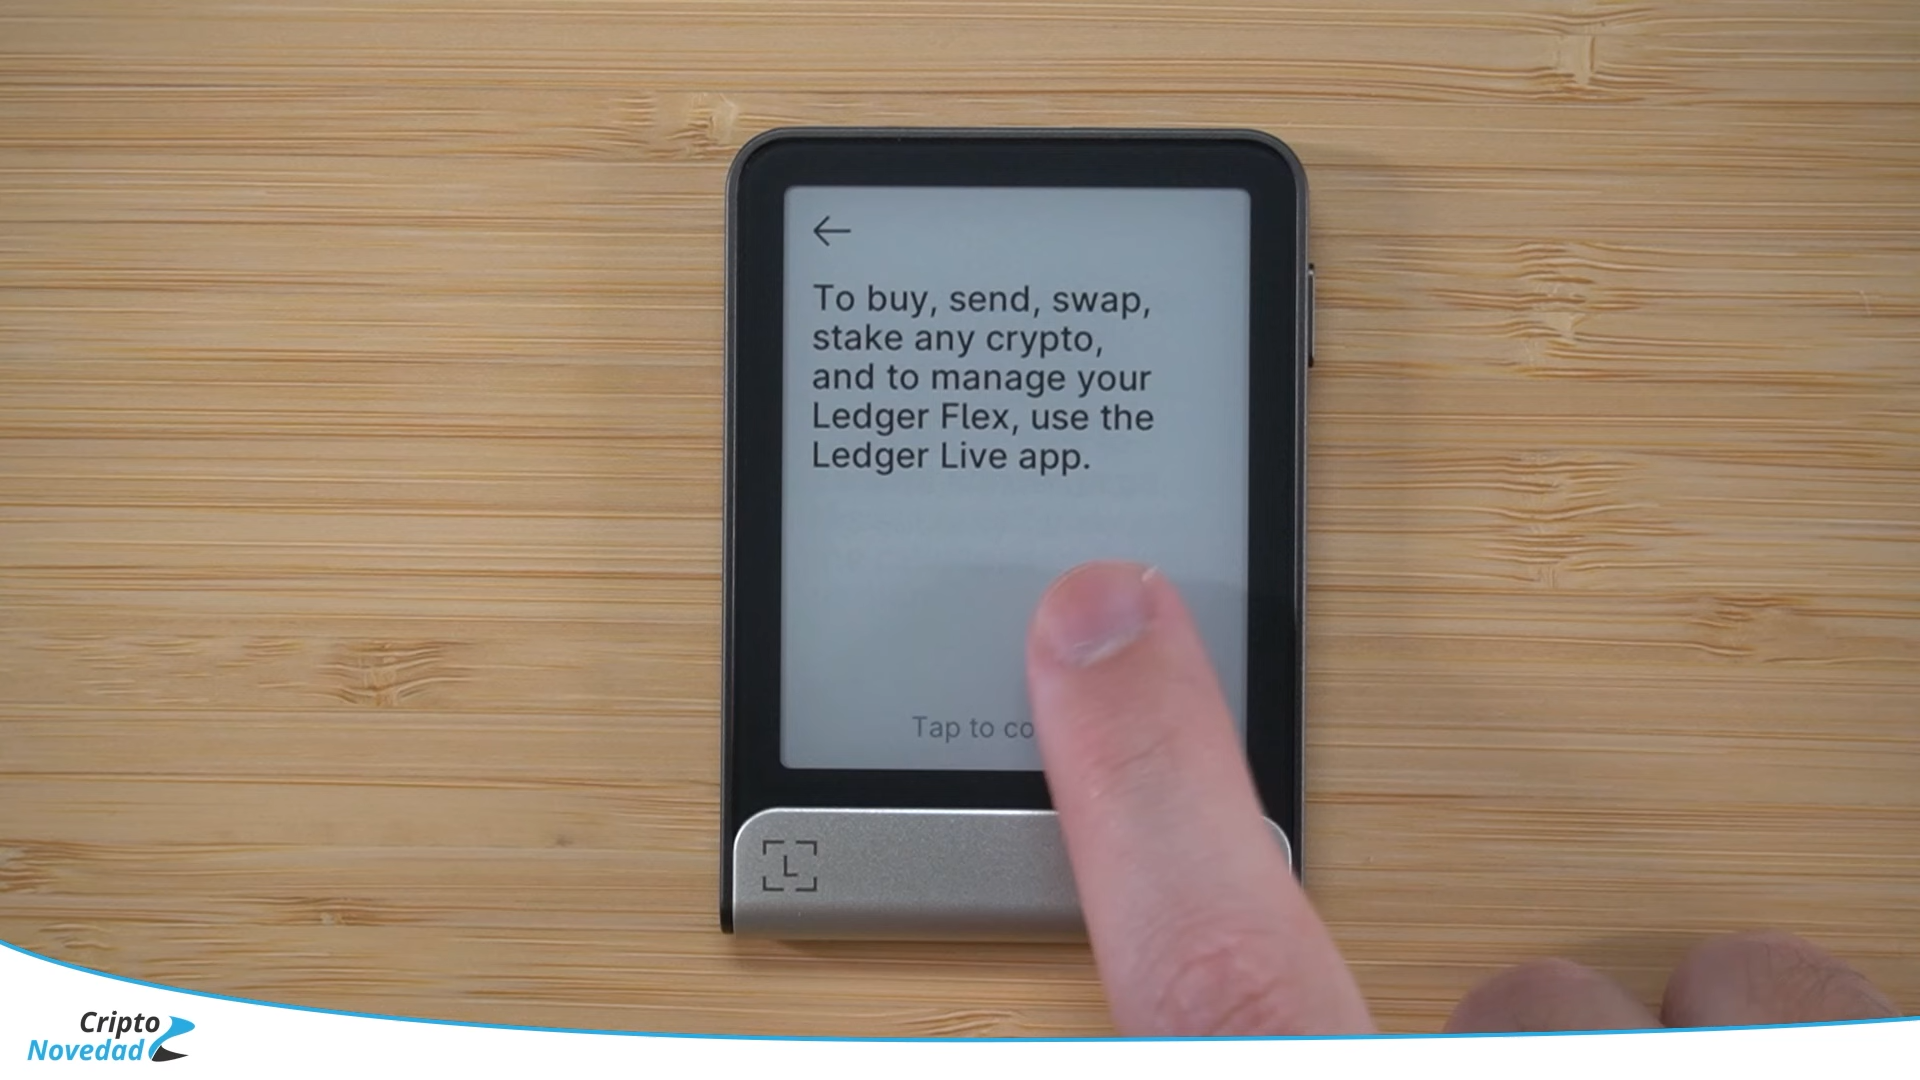 To buy, send, swap,
stake any crypto,
and to manage your
Ledger Flex, use the
Ledger Live app.
Tap to
L
Cripto
Novedad